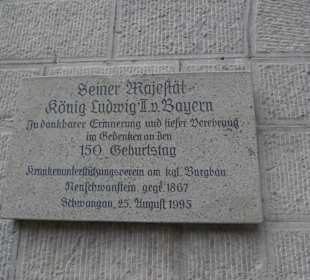 Seiner Majestät
König Ludwig II. v. Bayern
In dankbarer Erinnerung und tiefer Verehrung
im Gedenken an den
150. Geburtstag
Krankenunterstützungsverein am kgl. Burgbau
Neuschwanstein gegr. 1867
Schwangau, 25. August 1995